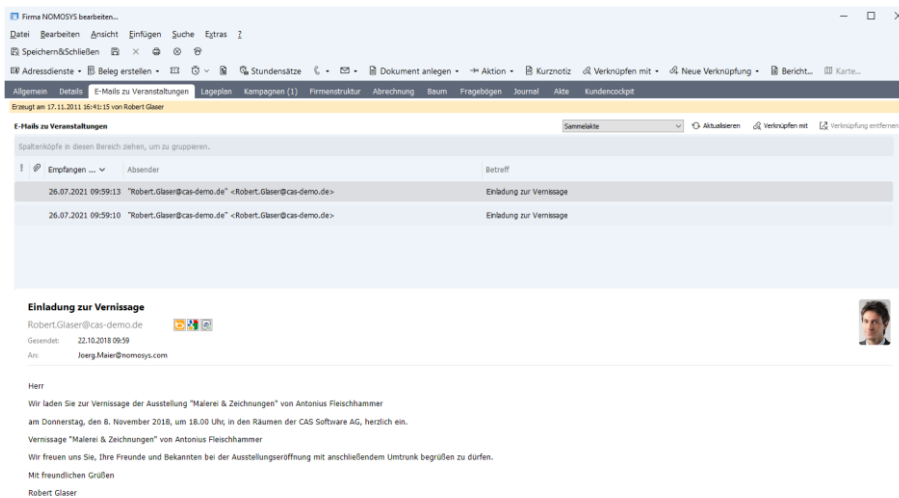 Firma NOMOSYS bearbeiten...
Datei Bearbeiten Ansicht Einfügen Suche Extras ?
Speichern&Schließen
Adressdienste Beleg erstellen Stundensätze Dokument anlegen Aktion Kurznotiz Verknüpfen mit Neue Verknüpfung Bericht... Karte...
Allgemein Details E-Mails zu Veranstaltungen Lageplan Kampagnen (1) Firmenstruktur Abrechnung Baum Fragebögen Journal Akte Kundencockpit
Erzeugt am 17.11.2011 16:41:15 von Robert Glaser
E-Mails zu Veranstaltungen Sammelakte Aktualisieren Verknüpfen mit Verknüpfung entfernen
Spaltenköpfe in diesen Bereich ziehen, um zu gruppieren.
! Empfangen ... Absender Betreff
26.07.2021 09:59:13 "Robert.Glaser@cas-demo.de" <Robert.Glaser@cas-demo.de> Einladung zur Vernissage
26.07.2021 09:59:10 "Robert.Glaser@cas-demo.de" <Robert.Glaser@cas-demo.de> Einladung zur Vernissage
Einladung zur Vernissage
Robert.Glaser@cas-demo.de
Gesendet: 22.10.2018 09:59
An: Joerg.Maier@nomosys.com
Herr
Wir laden Sie zur Vernissage der Ausstellung "Malerei & Zeichnungen" von Antonius Fleischhammer
am Donnerstag, den 8. November 2018, um 18.00 Uhr, in den Räumen der CAS Software AG, herzlich ein.
Vernissage "Malerei & Zeichnungen" von Antonius Fleischhammer
Wir freuen uns Sie, Ihre Freunde und Bekannten bei der Ausstellungseröffnung mit anschließendem Umtrunk begrüßen zu dürfen.
Mit freundlichen Grüßen
Robert Glaser